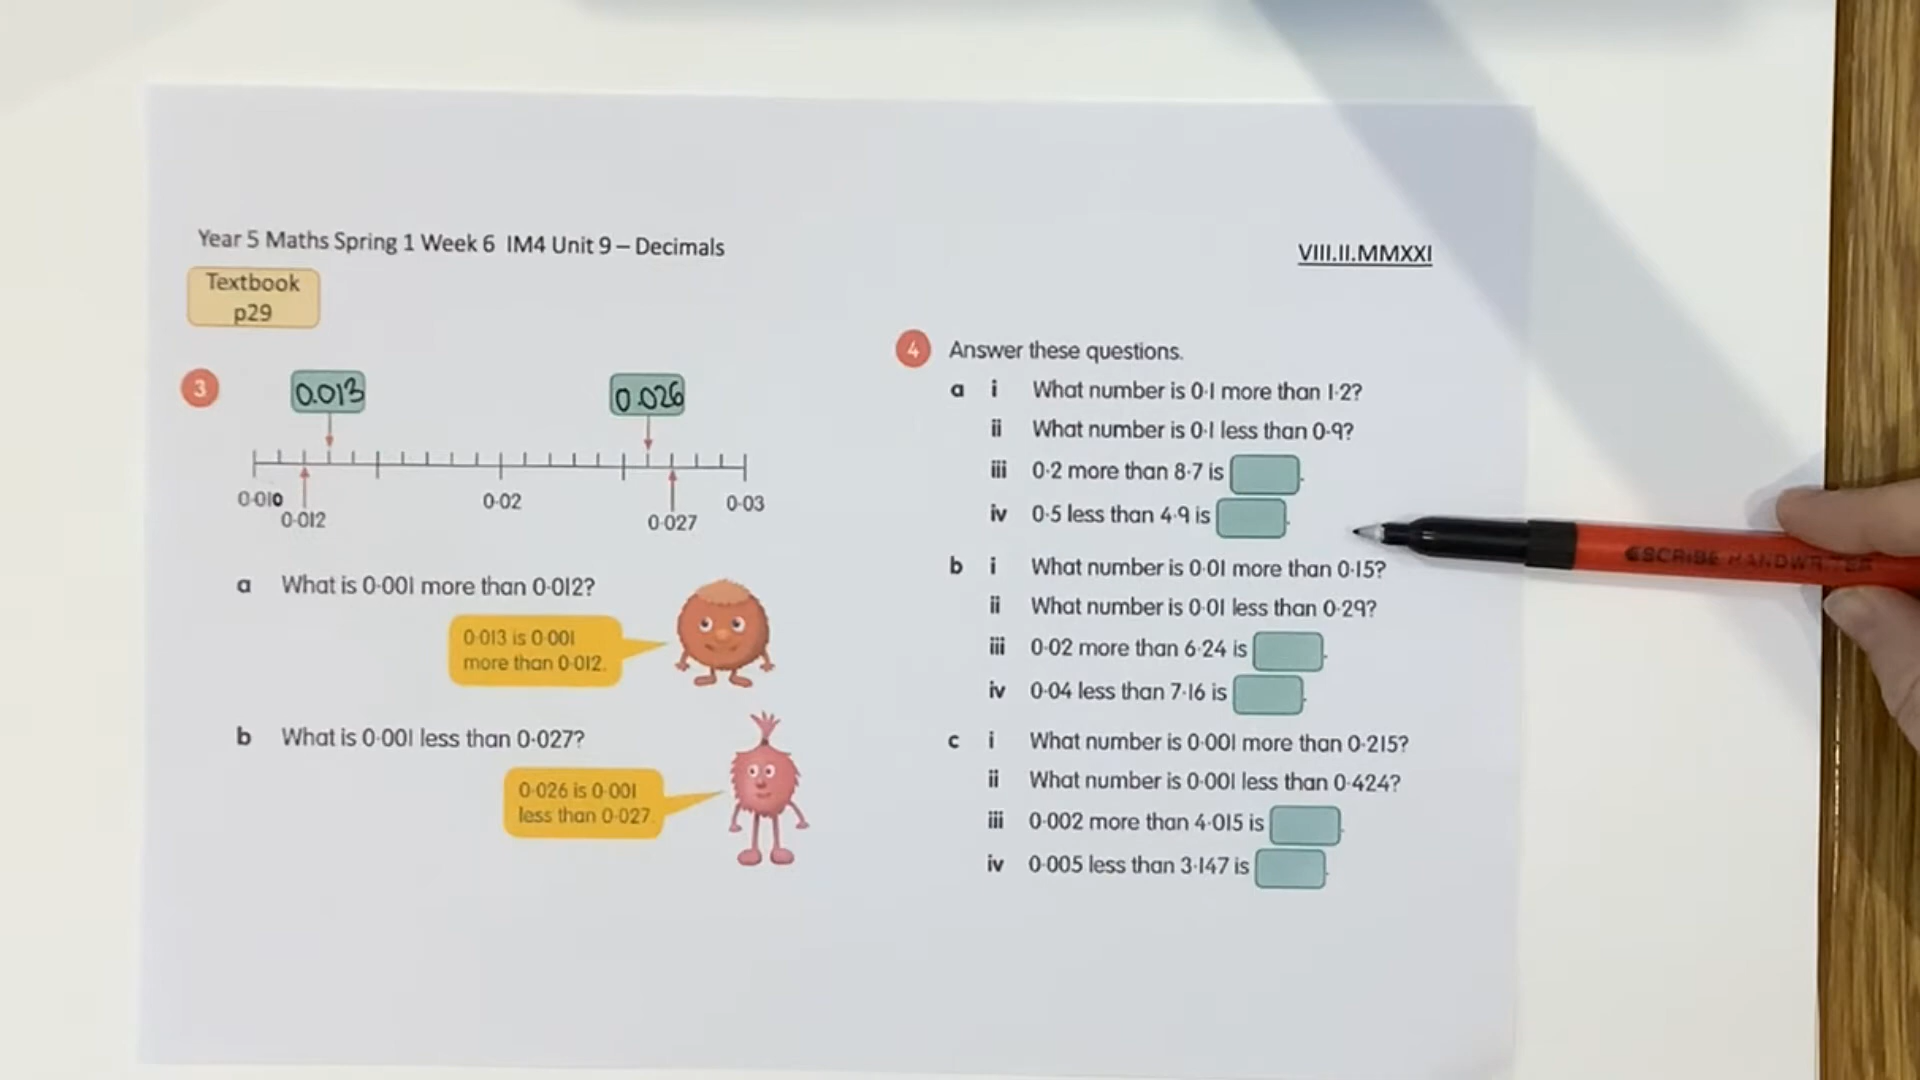 Year 5 Maths Spring 1 Week 6 IM4 Unit 9 – Decimals
VIII.II.MMXXI
Textbook
p29
3
0.013
0.026
0·010
0·012
0·02
0·027
0·03
a What is 0·001 more than 0·012?
0·013 is 0·001
more than 0·012.
b What is 0·001 less than 0·027?
0·026 is 0·001
less than 0·027
4 Answer these questions.
a i What number is 0·1 more than 1·2?
ii What number is 0·1 less than 0·9?
iii 0·2 more than 8·7 is .
iv 0·5 less than 4·9 is .
b i What number is 0·01 more than 0·15?
ii What number is 0·01 less than 0·29?
iii 0·02 more than 6·24 is .
iv 0·04 less than 7·16 is .
c i What number is 0·001 more than 0·215?
ii What number is 0·001 less than 0·424?
iii 0·002 more than 4·015 is .
iv 0·005 less than 3·147 is .